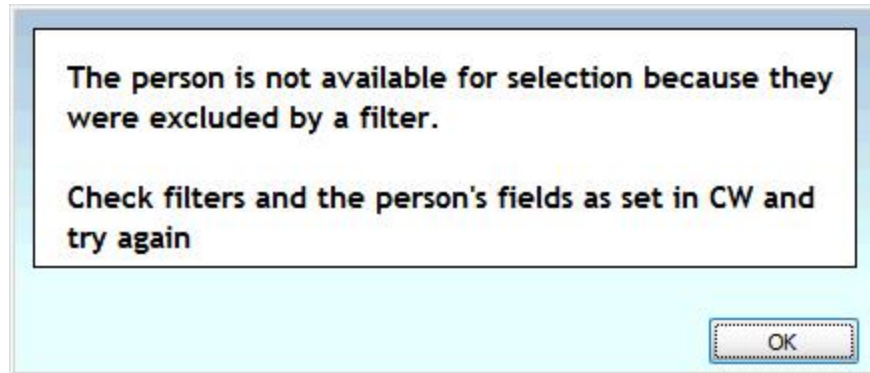 The person is not available for selection because they
were excluded by a filter.
Check filters and the person's fields as set in CW and
try again
OK